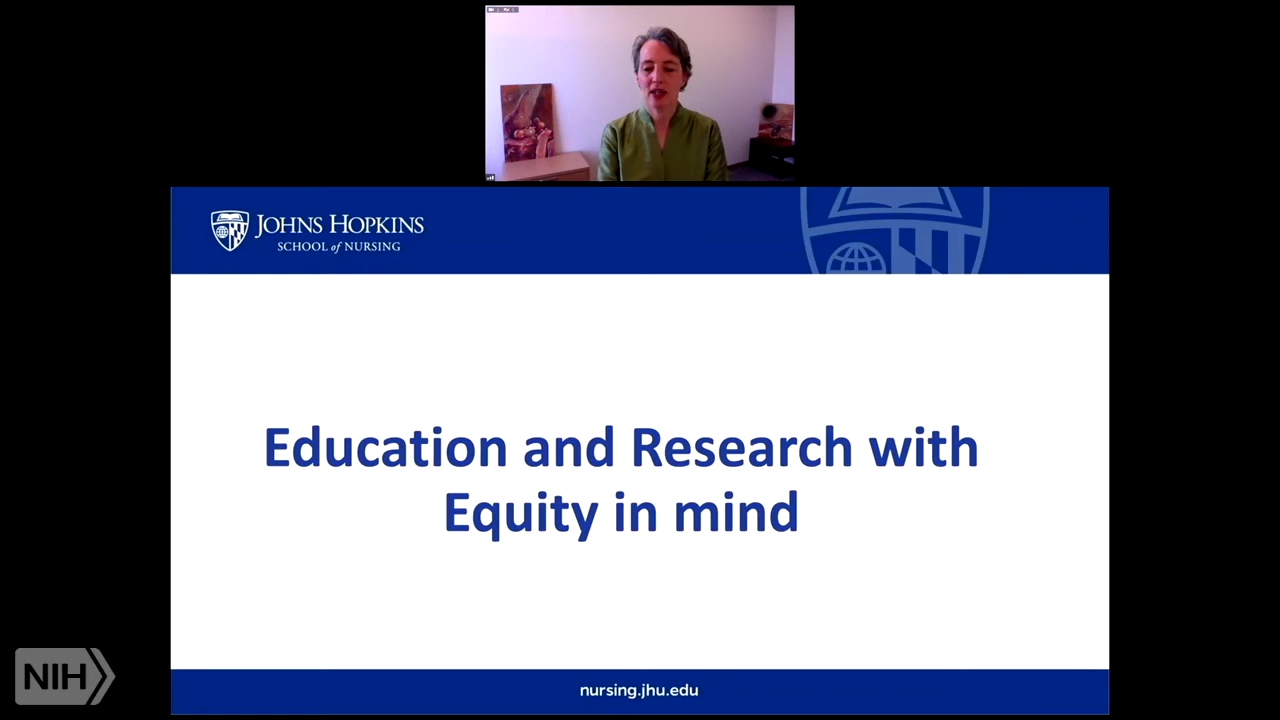 JOHNS HOPKINS
SCHOOL of NURSING
Education and Research with
Equity in mind
NIH
nursing.jhu.edu